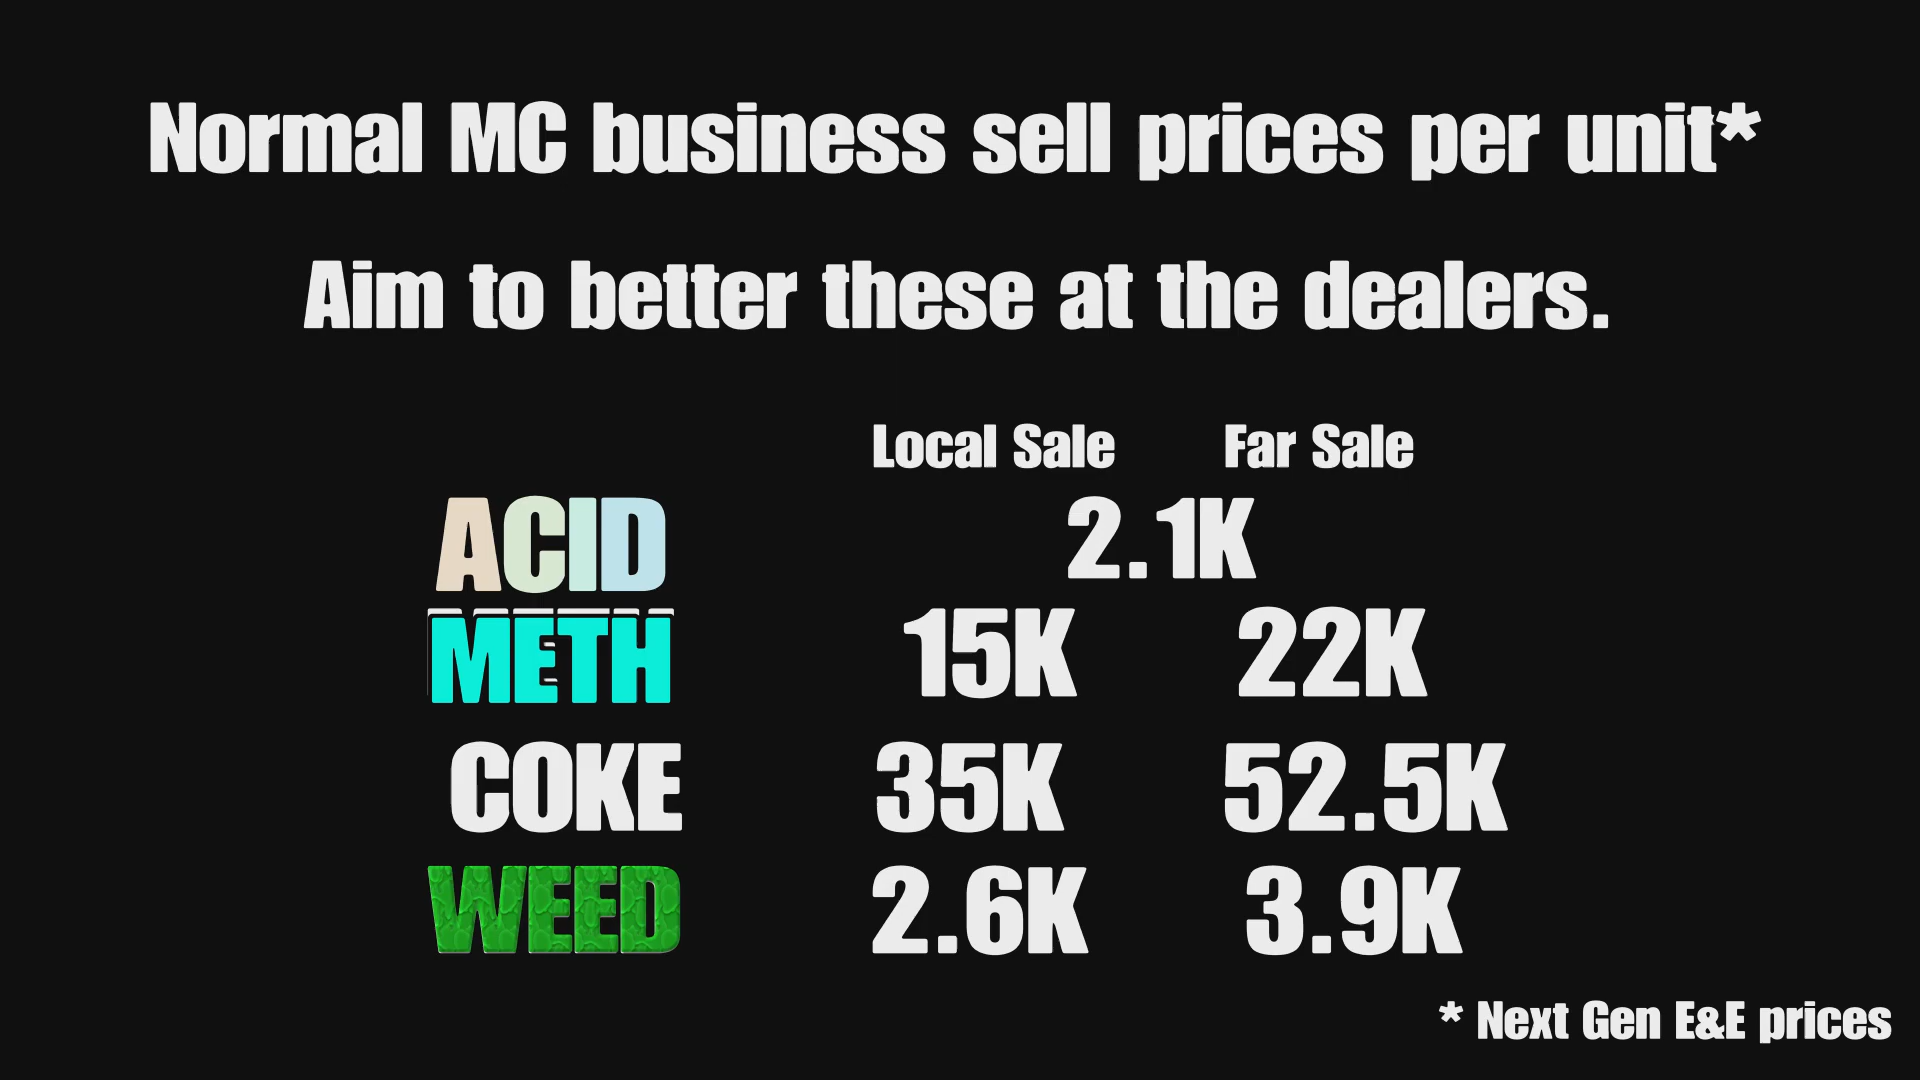 Normal MC business sell prices per unit*
Aim to better these at the dealers.
Local Sale Far Sale
ACID 2.1K
METH 15K 22K
COKE 35K 52.5K
WEED 2.6K 3.9K
* Next Gen E&E prices